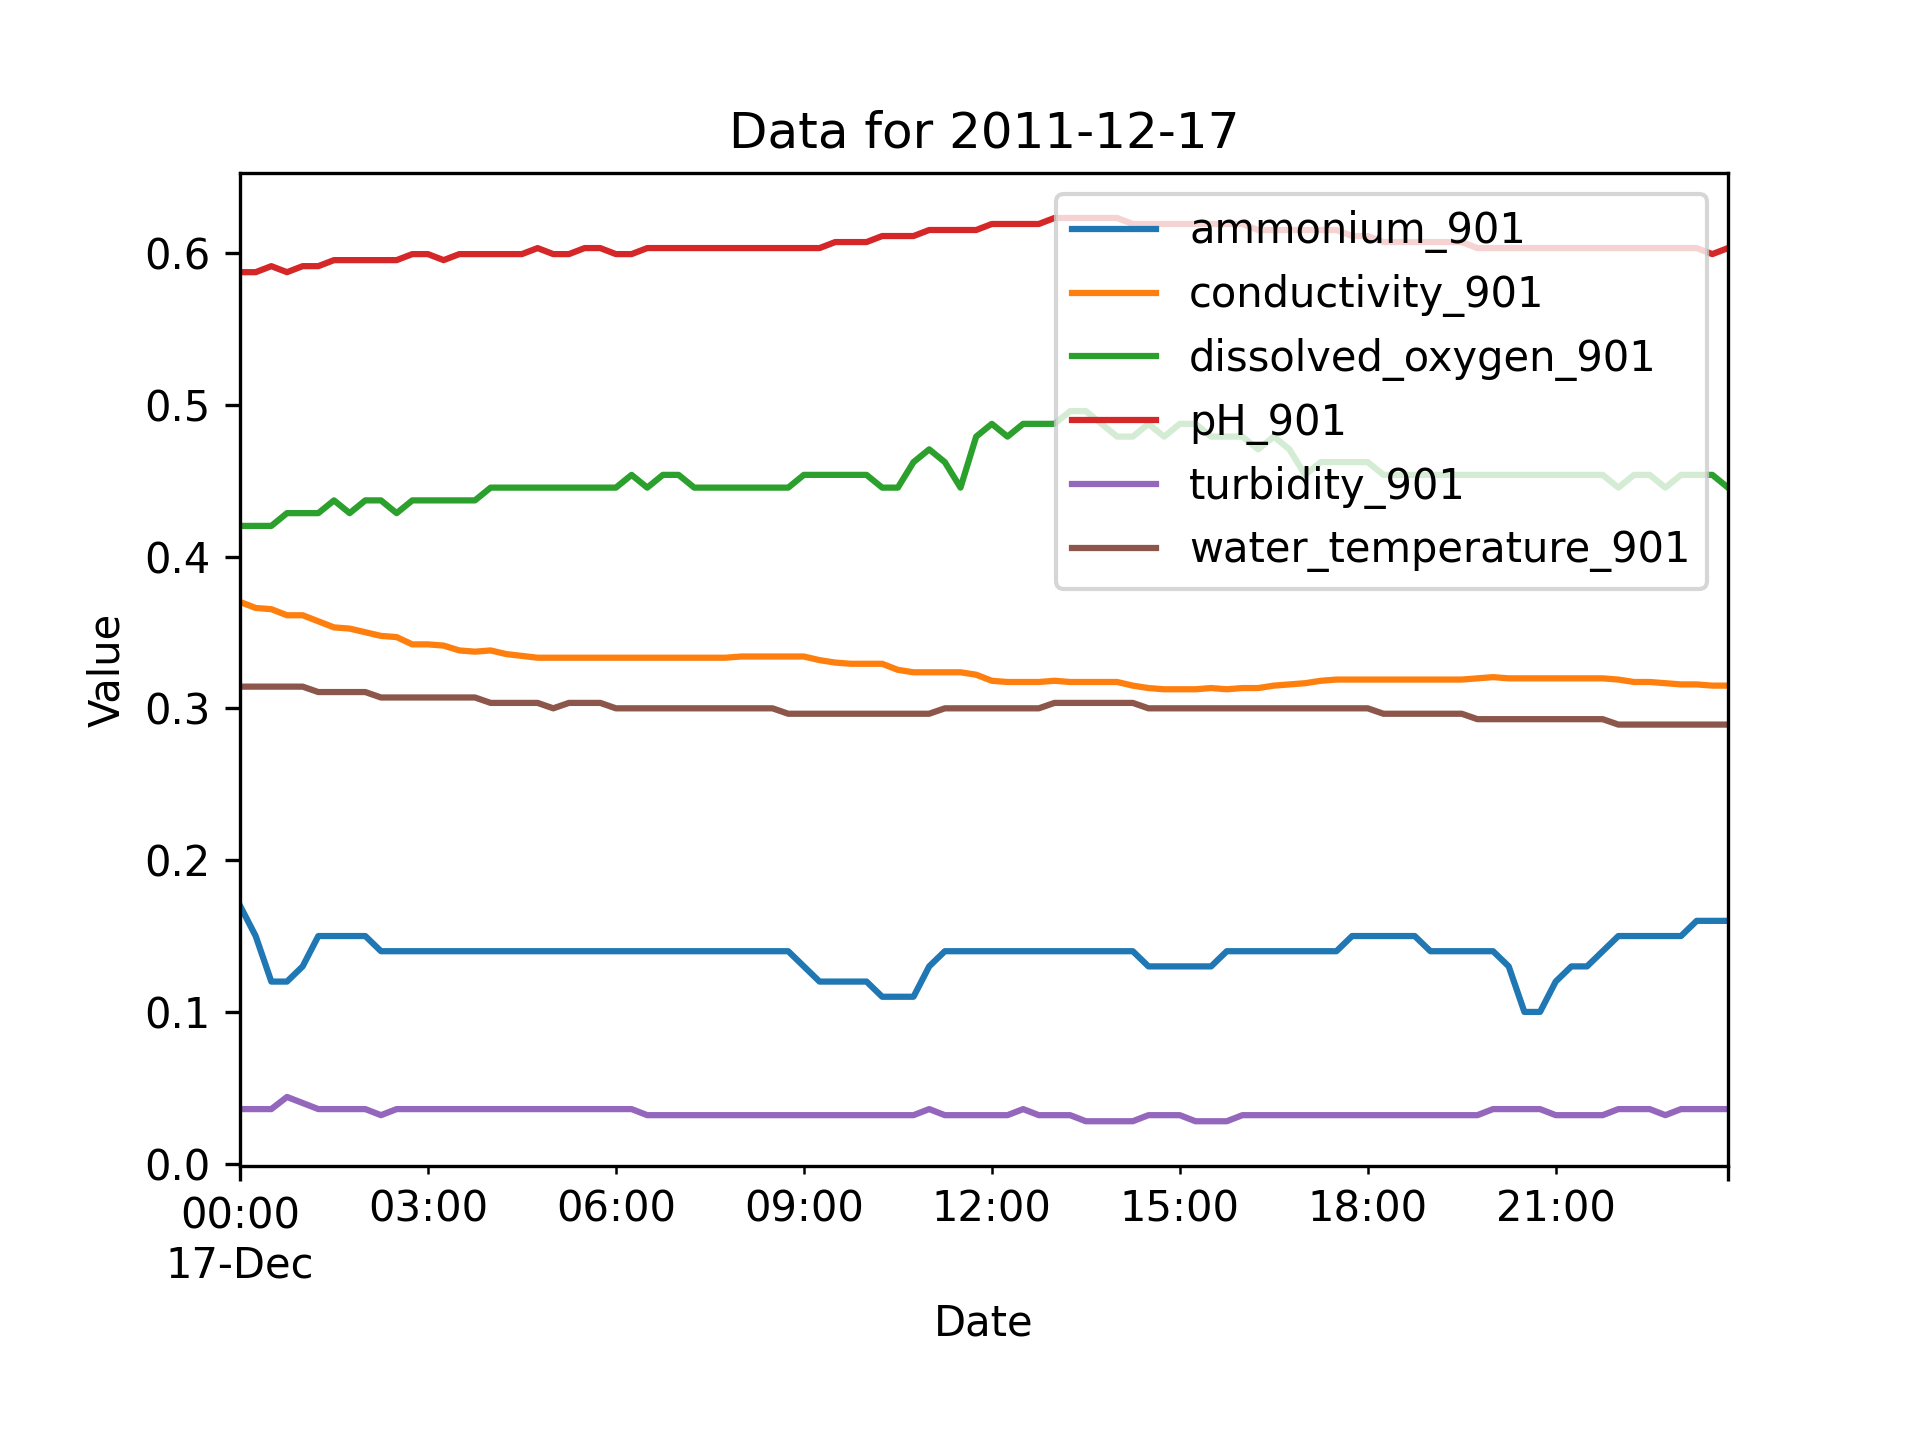 Data for 2011-12-17
ammonium_901
conductivity_901
dissolved_oxygen_901
pH_901
turbidity_901
water_temperature_901
Value
0.6
0.5
0.4
0.3
0.2
0.1
0.0
00:00 03:00 06:00 09:00 12:00 15:00 18:00 21:00
17-Dec
Date